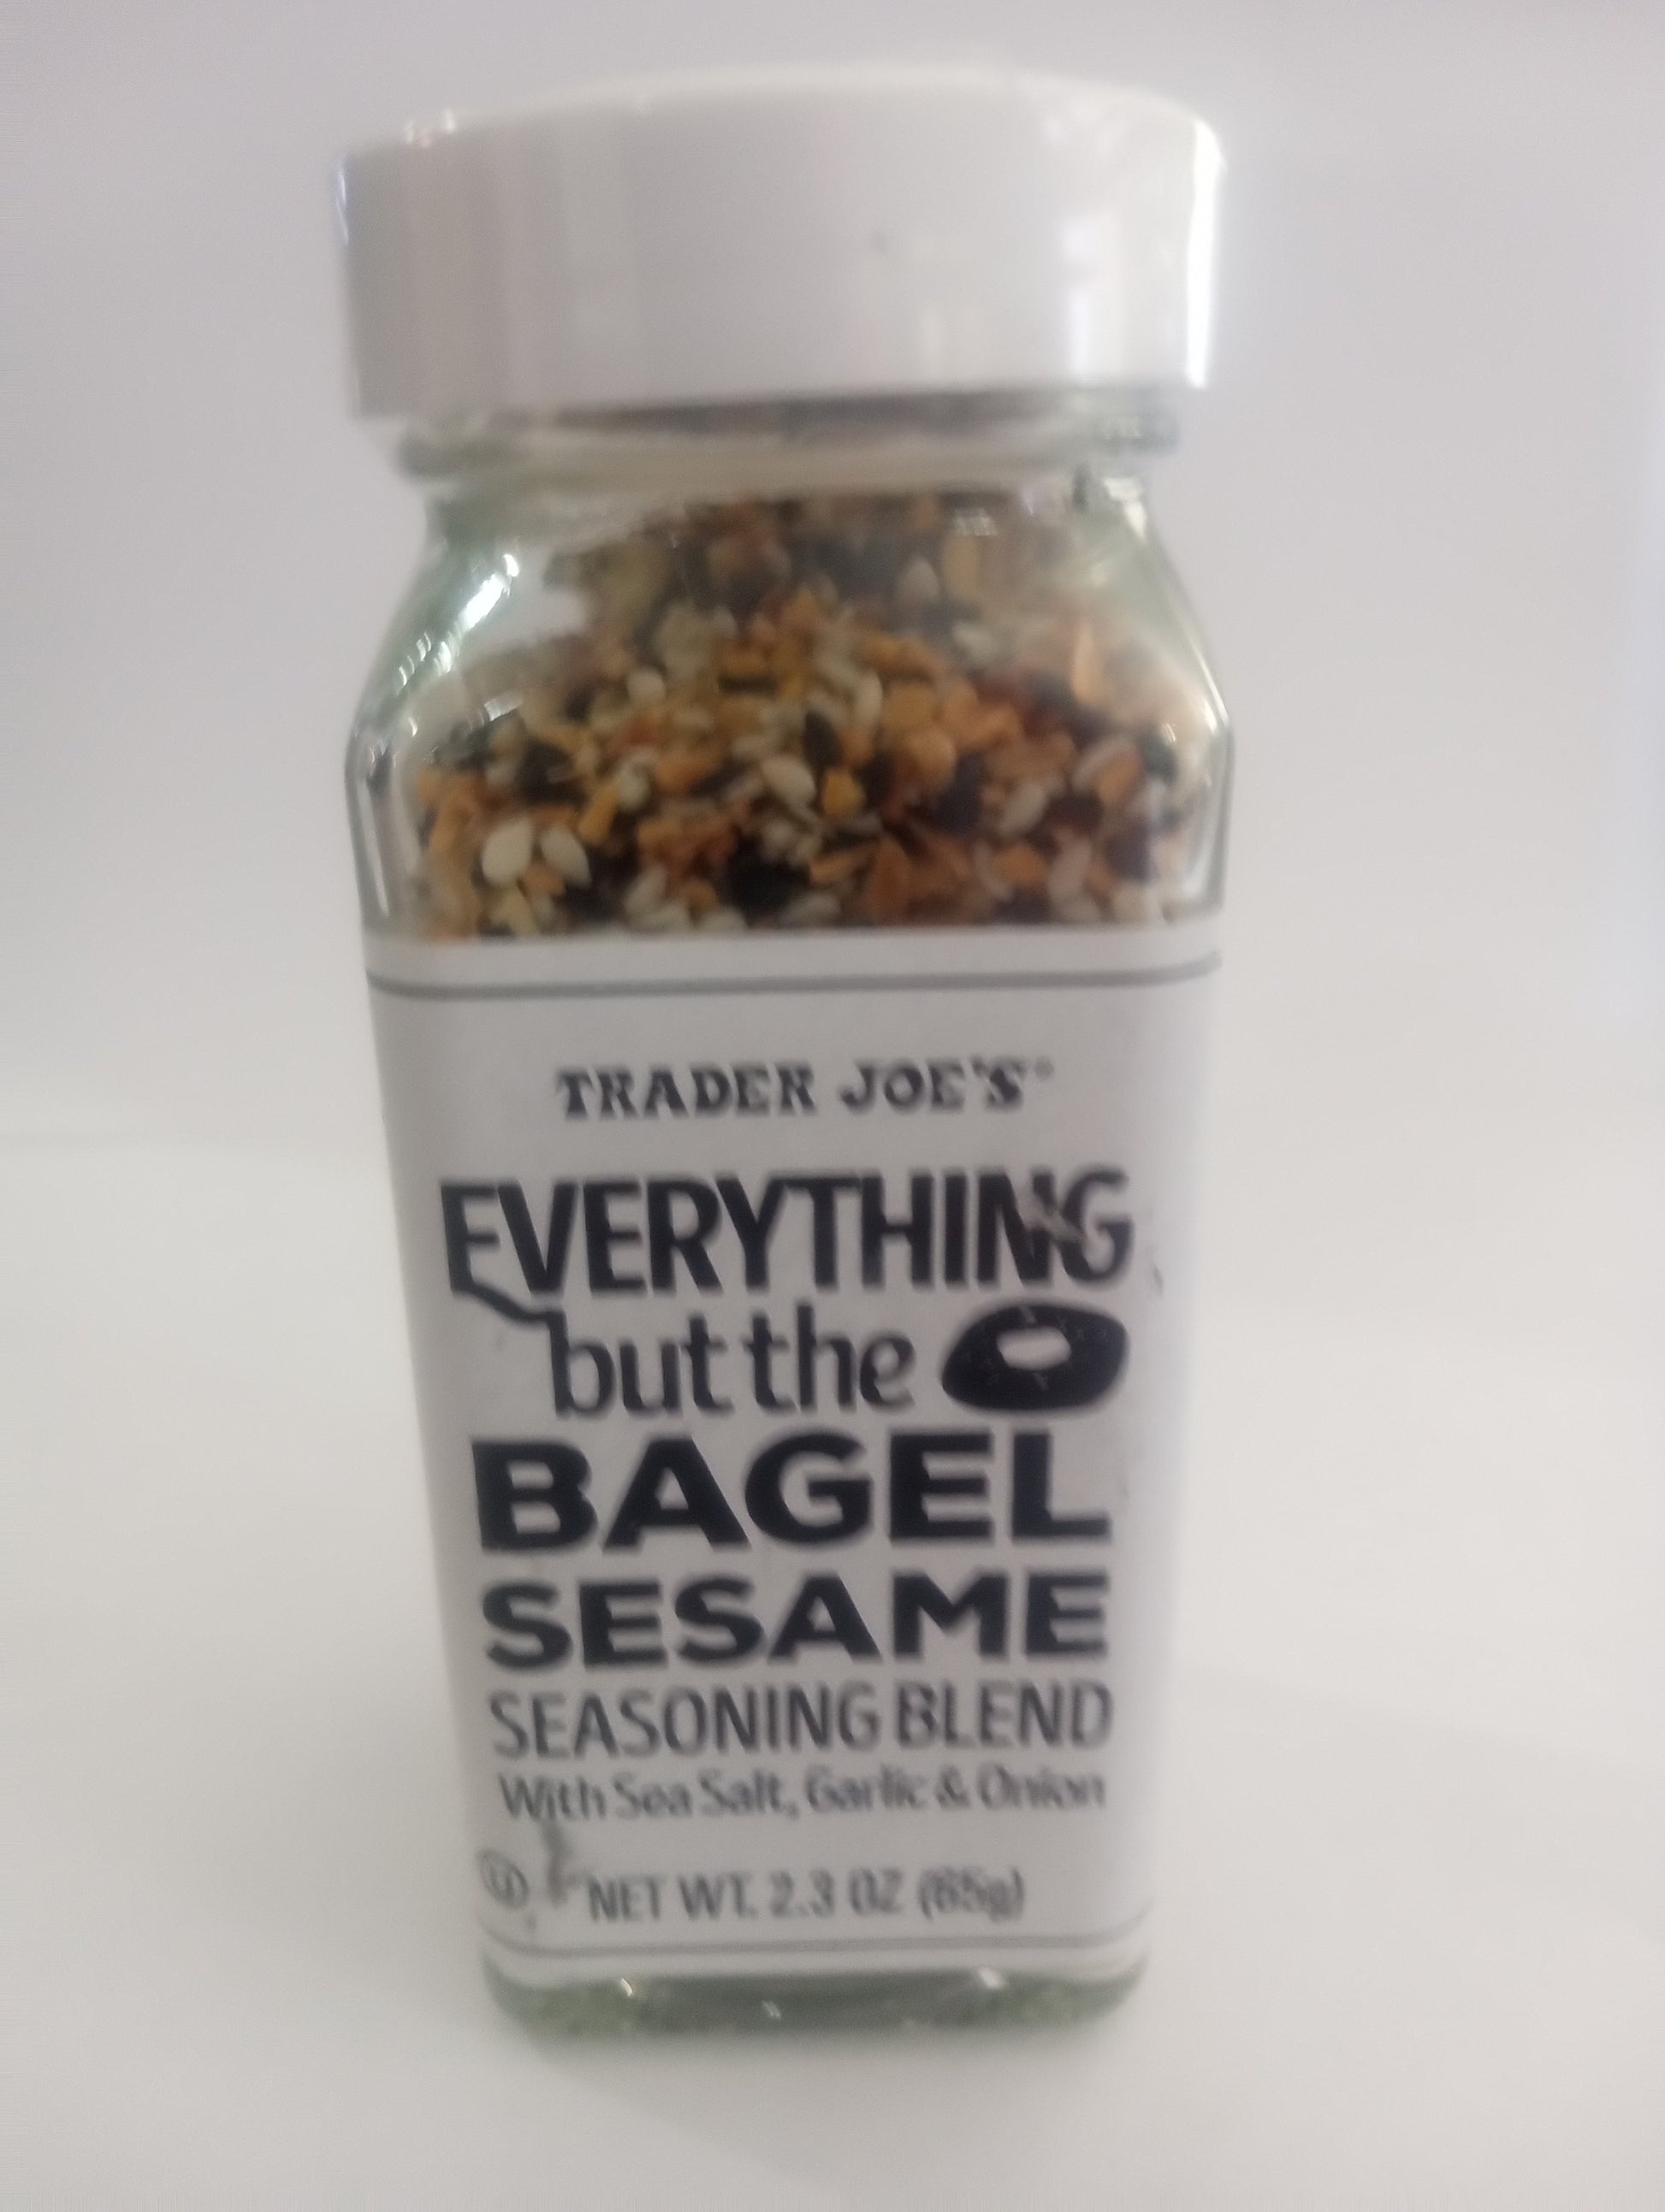 TRADER JOE'S
EVERYTHING
but the
BAGEL
SESAME
SEASONING BLEND
With Sea Salt, Garlic & Onion
U NET WT. 2.3 OZ (65g)